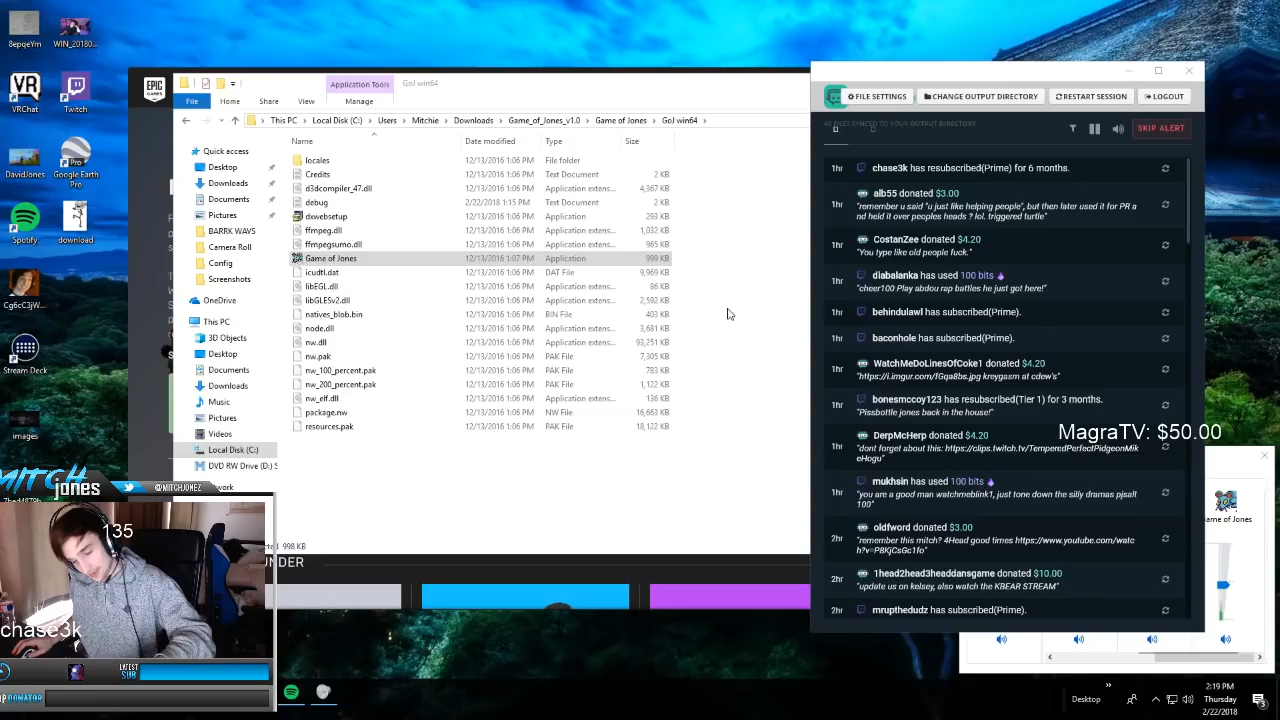 8epqeYm
WIN_20180...
VRChat
Twitch
DavidJones
Google Earth Pro
Spotify
download
Cg6cC3JW...
Stream Deck
images
EPIC GAMES
Application Tools
GoJ win64
File
Home
Share
View
Manage
This PC › Local Disk (C:) › Users › Mitchie › Downloads › Game_of_Jones_v1.0 › Game of Jones › GoJ win64 ›
Quick access
Desktop
Downloads
Documents
Pictures
BARRK WAVS
Camera Roll
Config
Screenshots
OneDrive
This PC
3D Objects
Desktop
Documents
Downloads
Music
Pictures
Videos
Local Disk (C:)
DVD RW Drive (D:) S
Name Date modified Type Size
locales 12/13/2016 1:06 PM File folder
Credits 12/13/2016 1:06 PM Text Document 2 KB
d3dcompiler_47.dll 12/13/2016 1:06 PM Application extens... 4,367 KB
debug 2/22/2018 1:15 PM Text Document 2 KB
dxwebsetup 12/13/2016 1:06 PM Application 293 KB
ffmpeg.dll 12/13/2016 1:06 PM Application extens... 1,032 KB
ffmpegsumo.dll 12/13/2016 1:06 PM Application extens... 965 KB
Game of Jones 12/13/2016 1:07 PM Application 999 KB
icudtl.dat 12/13/2016 1:06 PM DAT File 9,969 KB
libEGL.dll 12/13/2016 1:06 PM Application extens... 86 KB
libGLESv2.dll 12/13/2016 1:06 PM Application extens... 2,592 KB
natives_blob.bin 12/13/2016 1:06 PM BIN File 403 KB
node.dll 12/13/2016 1:06 PM Application extens... 3,681 KB
nw.dll 12/13/2016 1:06 PM Application extens... 93,251 KB
nw.pak 12/13/2016 1:06 PM PAK File 7,305 KB
nw_100_percent.pak 12/13/2016 1:06 PM PAK File 783 KB
nw_200_percent.pak 12/13/2016 1:06 PM PAK File 1,122 KB
nw_elf.dll 12/13/2016 1:06 PM Application extens... 136 KB
package.nw 12/13/2016 1:06 PM NW File 16,663 KB
resources.pak 12/13/2016 1:06 PM PAK File 18,122 KB
998 KB
UNDER
FILE SETTINGS
CHANGE OUTPUT DIRECTORY
RESTART SESSION
LOGOUT
FILES SYNCED TO YOUR OUTPUT DIRECTORY
SKIP ALERT
1hr chase3k has resubscribed(Prime) for 6 months.
alb55 donated $3.00
1hr "remember u said "u just like helping people", but then later used it for PR a
nd held it over peoples heads ? lol. triggered turtle"
CostanZee donated $4.20
1hr "You type like old people fuck."
diabalanka has used 100 bits
1hr "cheer100 Play abdou rap battles he just got here!"
1hr behindulawl has subscribed(Prime).
1hr baconhole has subscribed(Prime).
WatchMeDoLinesOfCoke1 donated $4.20
1hr "https://i.imgur.com/fGqa8bs.jpg kreygasm at cdew's"
bonesmccoy123 has resubscribed(Tier 1) for 3 months.
1hr "Pissbottle jones back in the house!"
DerpMcHerp donated $4.20
1hr "dont forget about this: https://clips.twitch.tv/TemperedPerfectPidgeonMik
eHogu"
mukhsin has used 100 bits
1hr "you are a good man watchmeblink1, just tone down the silly dramas pjsalt
100"
oldfword donated $3.00
2hr "remember this mitch? 4Head good times https://www.youtube.com/watc
h?v=P8KjCsGc1fo"
1head2head3headdansgame donated $10.00
2hr "update us on kelsey, also watch the KBEAR STREAM"
2hr mrupthedudz has subscribed(Prime).
MagraTV: $50.00
ame of Jones
MITCH
jones
@MITCHJONEZ
135
chase3k
LATEST
SUB
OP DONATOR
Desktop
2:19 PM
Thursday
2/22/2018
3